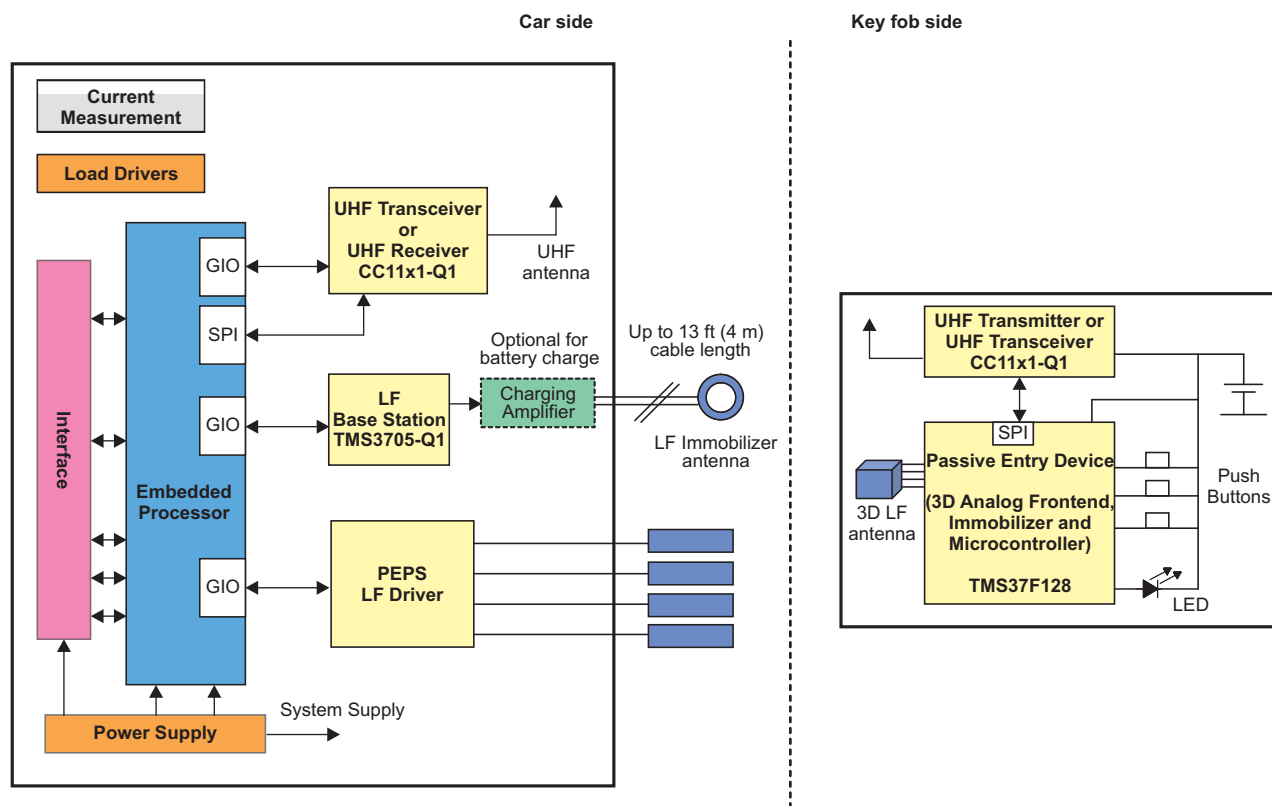 Car side
Key fob side
Current
Measurement
Load Drivers
UHF Transceiver
or
UHF Receiver
CC11x1-Q1
UHF
antenna
GIO
SPI
Optional for
battery charge
Up to 13 ft (4 m)
cable length
LF
Base Station
TMS3705-Q1
Charging
Amplifier
GIO
LF Immobilizer
antenna
Interface
Embedded
Processor
PEPS
LF Driver
GIO
System Supply
Power Supply
UHF Transmitter or
UHF Transceiver
CC11x1-Q1
SPI
Passive Entry Device
(3D Analog Frontend,
Immobilizer and
Microcontroller)
TMS37F128
3D LF
antenna
Push
Buttons
LED